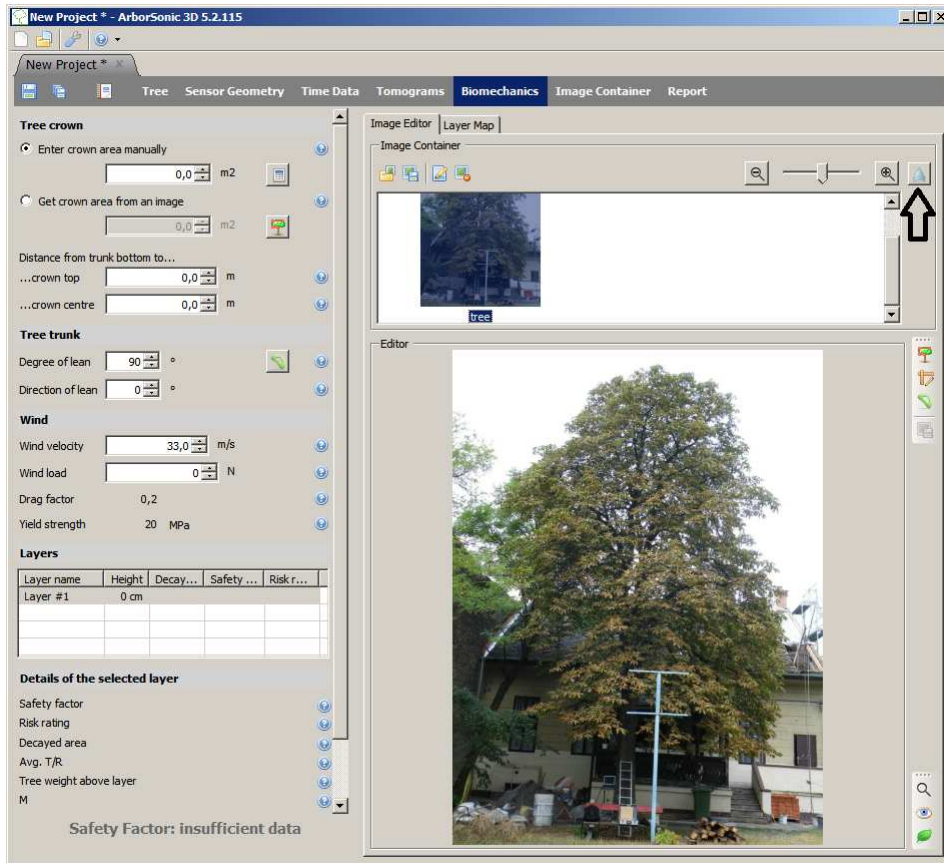 New Project * - ArborSonic 3D 5.2.115
New Project *
Tree Sensor Geometry Time Data Tomograms Biomechanics Image Container Report
Tree crown
Enter crown area manually
0,0 m2
Get crown area from an image
0,0 m2
Distance from trunk bottom to...
...crown top 0,0 m
...crown centre 0,0 m
Tree trunk
Degree of lean 90 °
Direction of lean 0 °
Wind
Wind velocity 33,0 m/s
Wind load 0 N
Drag factor 0,2
Yield strength 20 MPa
Layers
Layer name Height Decay... Safety ... Risk r...
Layer #1 0 cm
Details of the selected layer
Safety factor
Risk rating
Decayed area
Avg. T/R
Tree weight above layer
M
Safety Factor: insufficient data
Image Editor Layer Map
Image Container
tree
Editor